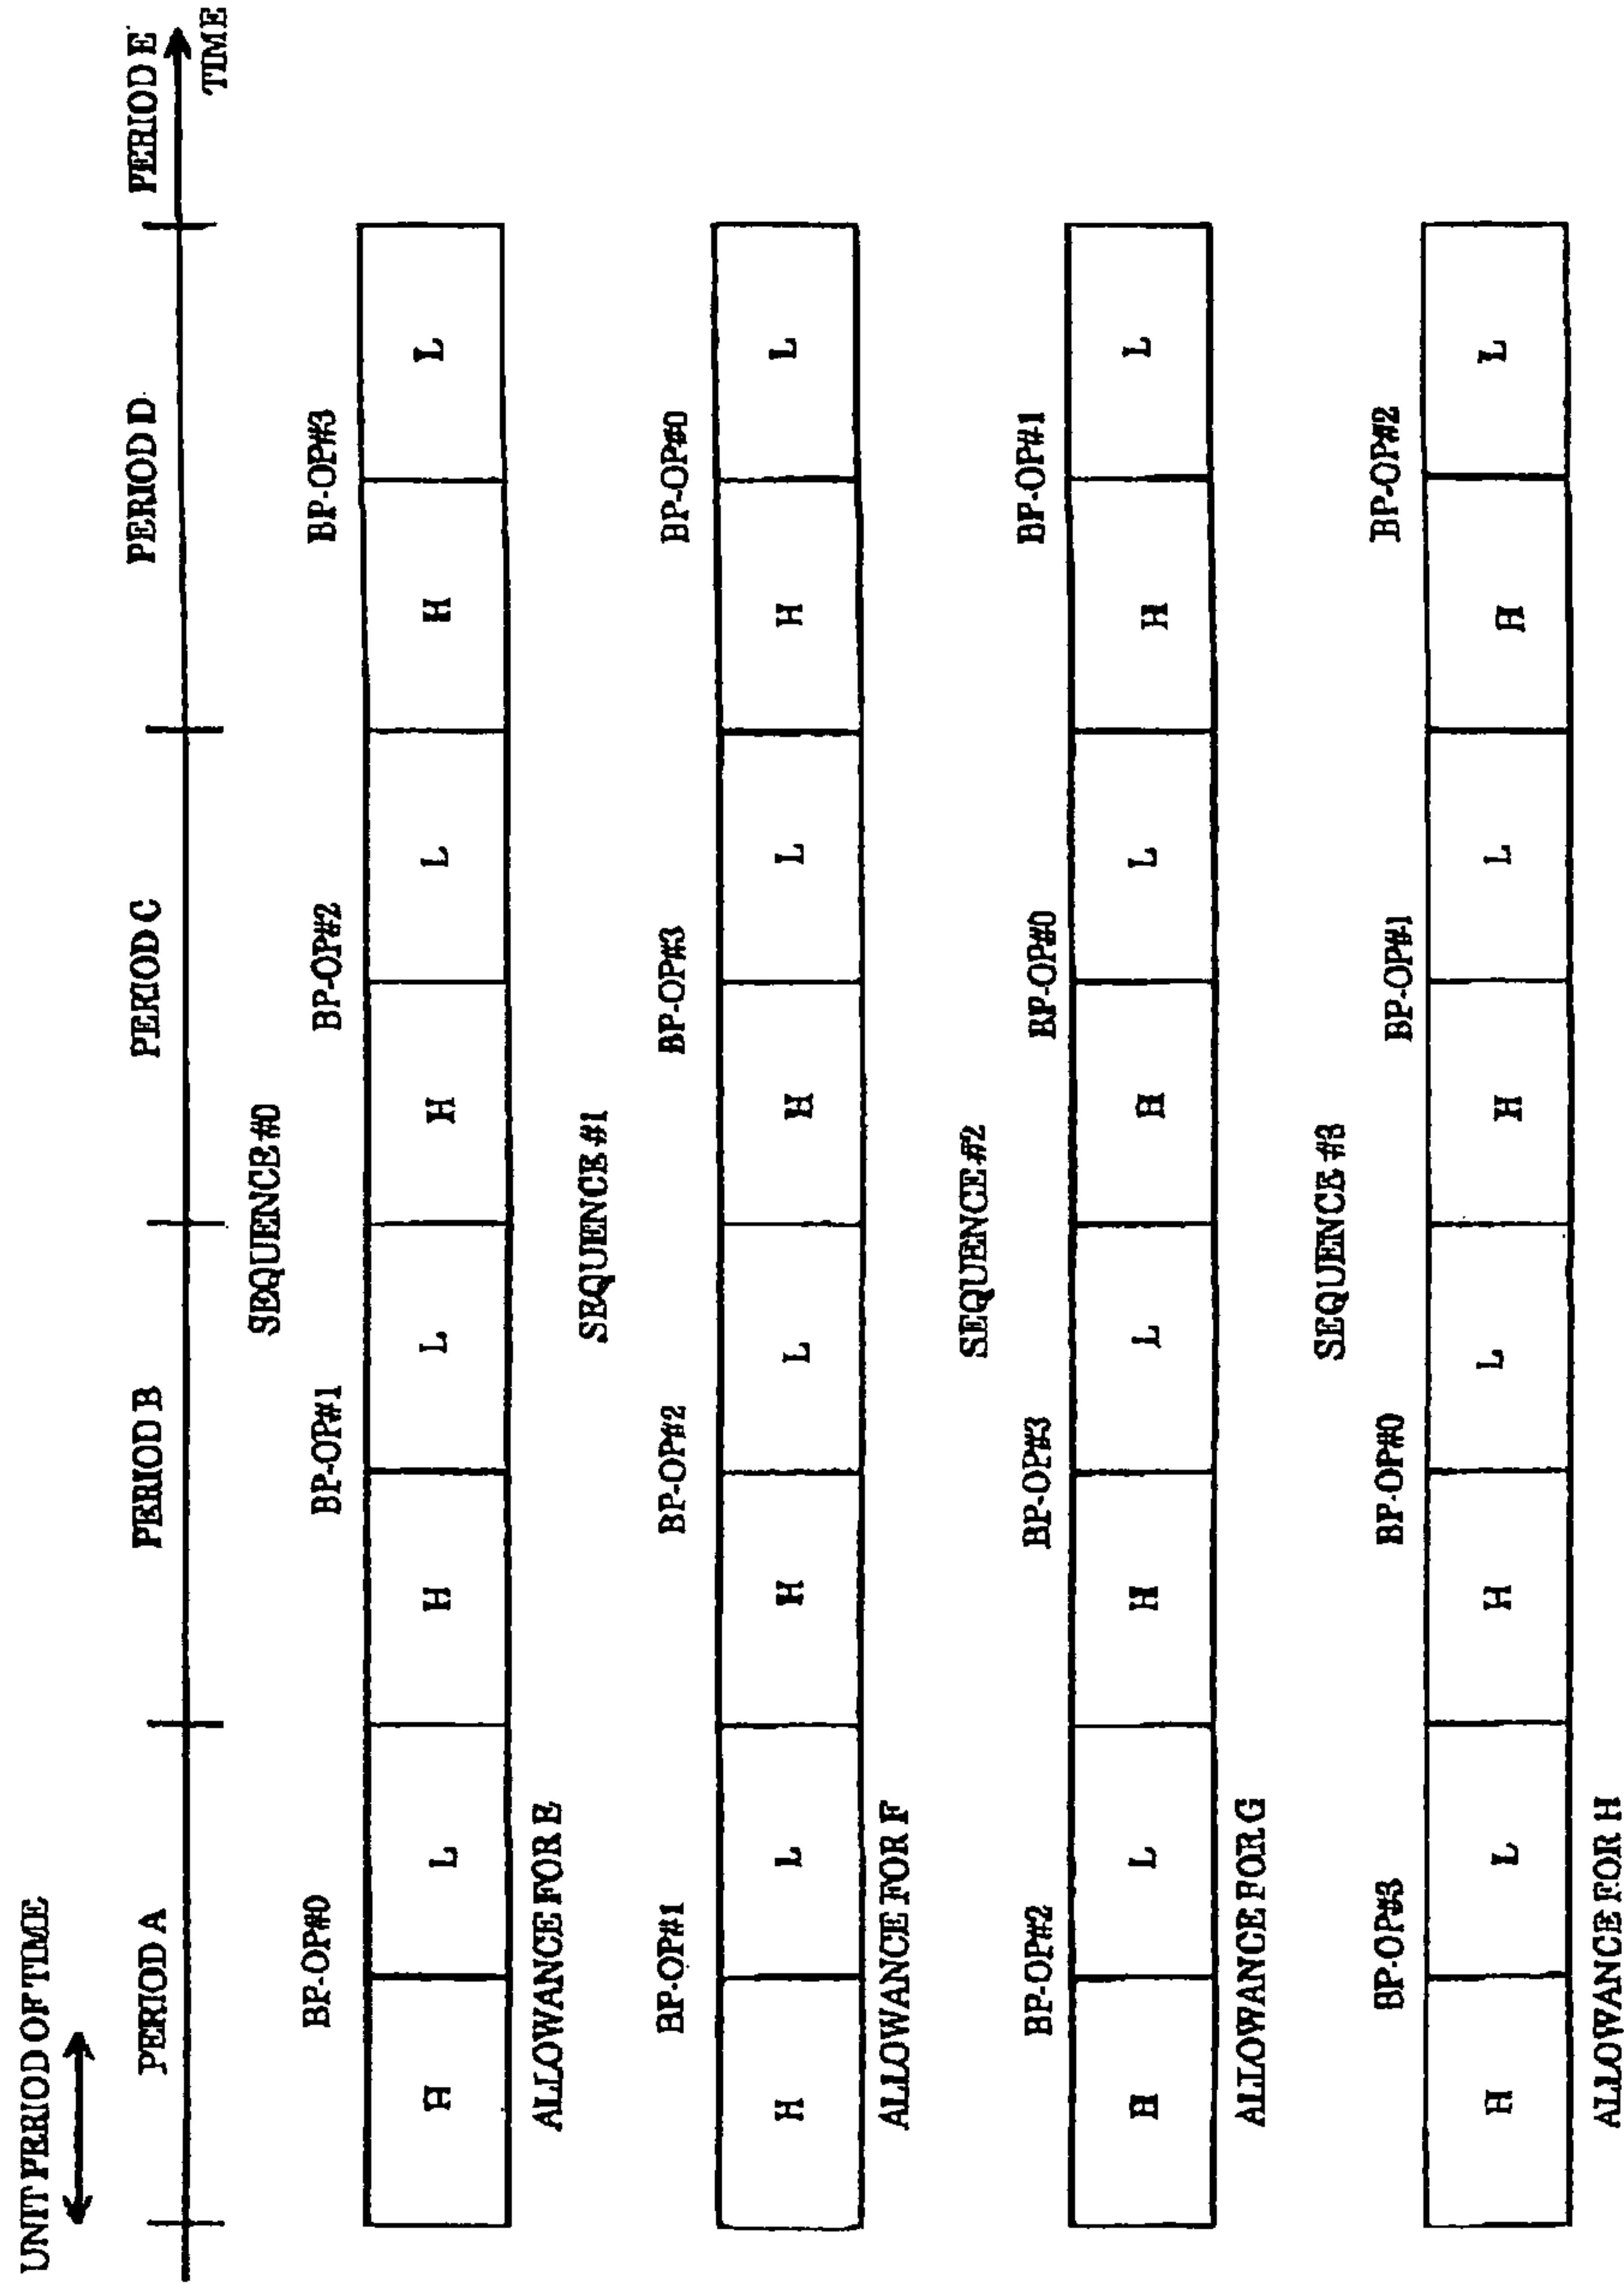 UNIT PERIOD OF TIME
PERIOD A PERIOD B PERIOD C PERIOD D PERIOD E
TIME
SEQUENCE #0
BP-OP#0 BP-OP#1 BP-OP#2 BP-OP#3
H L H L H L H L
ALLOWANCE FOR E
SEQUENCE #1
BP-OP#1 BP-OP#2 BP-OP#3 BP-OP#0
H L H L H L H L
ALLOWANCE FOR F
SEQUENCE #2
BP-OP#2 BP-OP#3 BP-OP#0 BP-OP#1
H L H L H L H L
ALLOWANCE FOR G
SEQUENCE #3
BP-OP#3 BP-OP#0 BP-OP#1 BP-OP#2
H L H L H L H L
ALLOWANCE FOR H